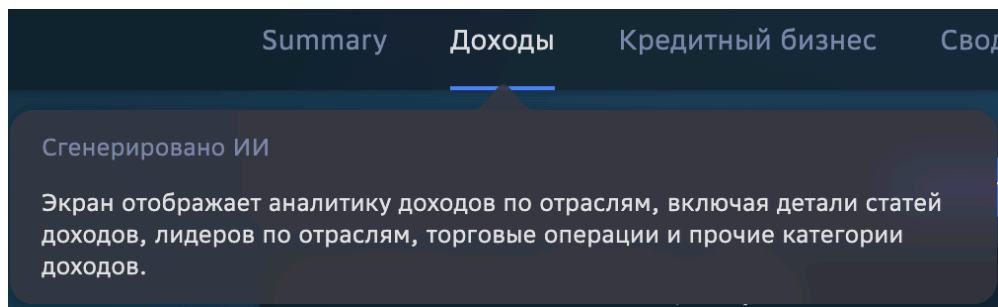 Summary Доходы Кредитный бизнес Свод
Сгенерировано ИИ
Экран отображает аналитику доходов по отраслям, включая детали статей
доходов, лидеров по отраслям, торговые операции и прочие категории
доходов.